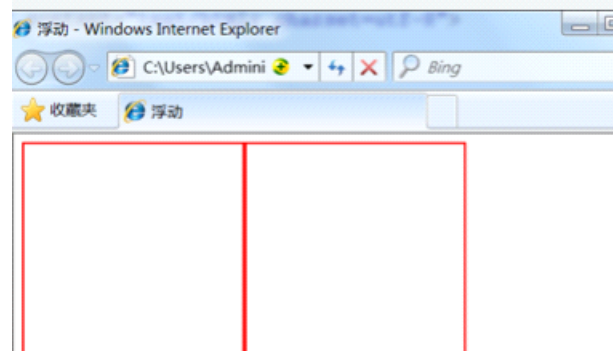 浮动 - Windows Internet Explorer
C:\Users\Admini
Bing
收藏夹
浮动